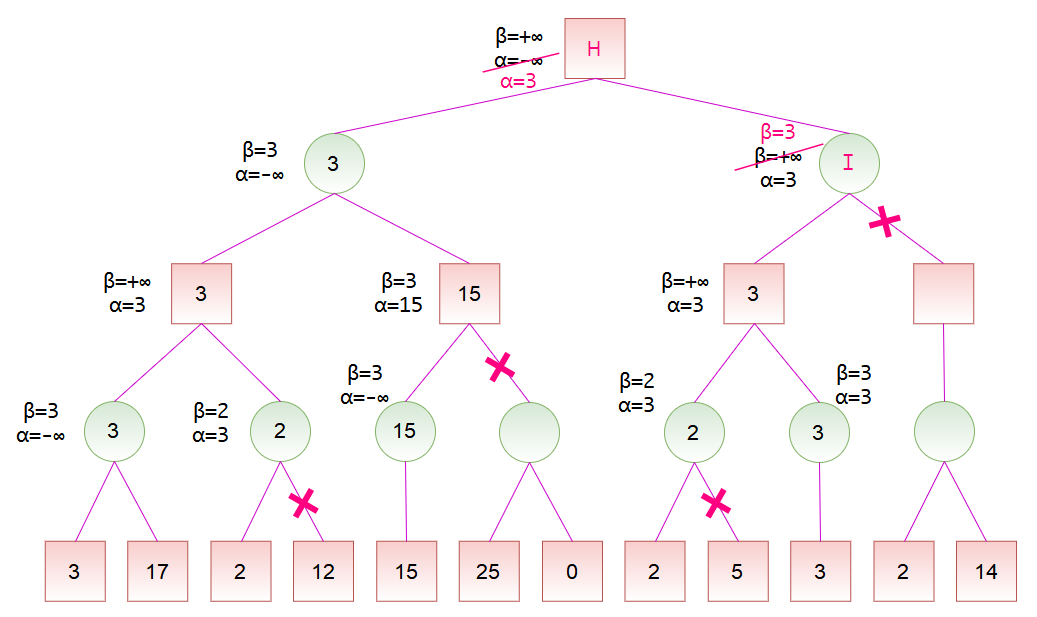 β=+∞
α=-∞
α=3
H
β=3
α=-∞
3
β=3
β=+∞
α=3
I
β=+∞
α=3
3
β=3
α=15
15
β=+∞
α=3
3
β=3
α=-∞
3
β=2
α=3
2
β=3
α=-∞
15
β=2
α=3
2
β=3
α=3
3
3
17
2
12
15
25
0
2
5
3
2
14